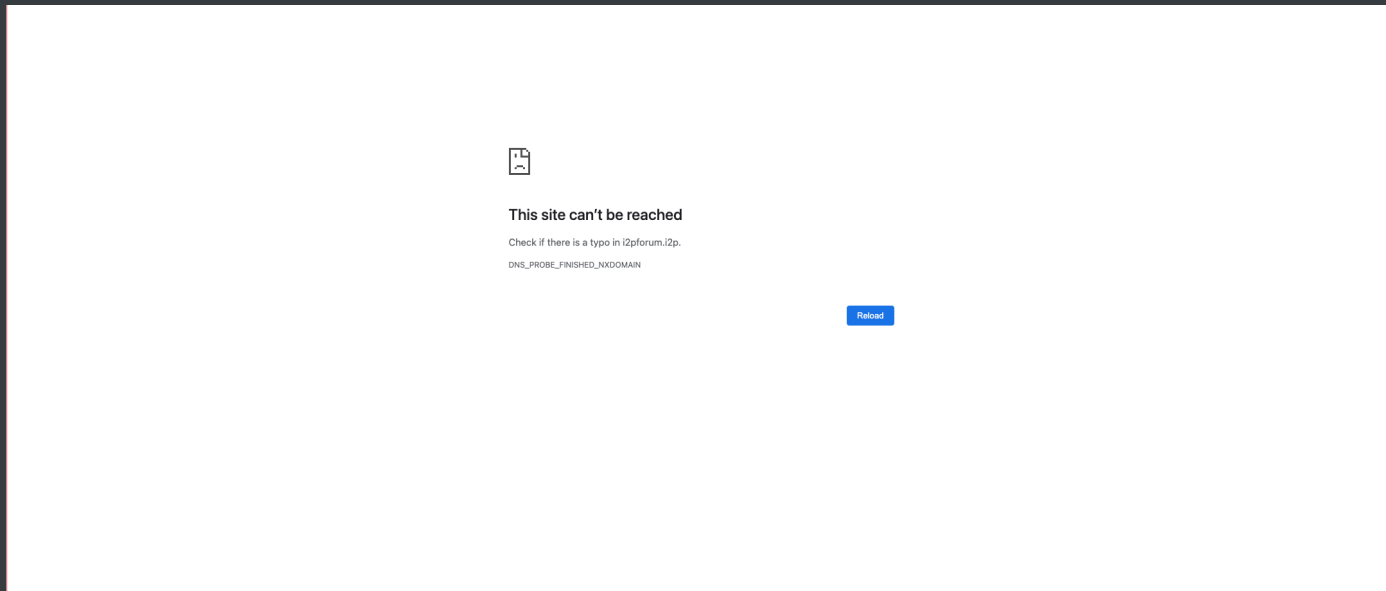 This site can't be reached
Check if there is a typo in i2pforum.i2p.
DNS_PROBE_FINISHED_NXDOMAIN
Reload